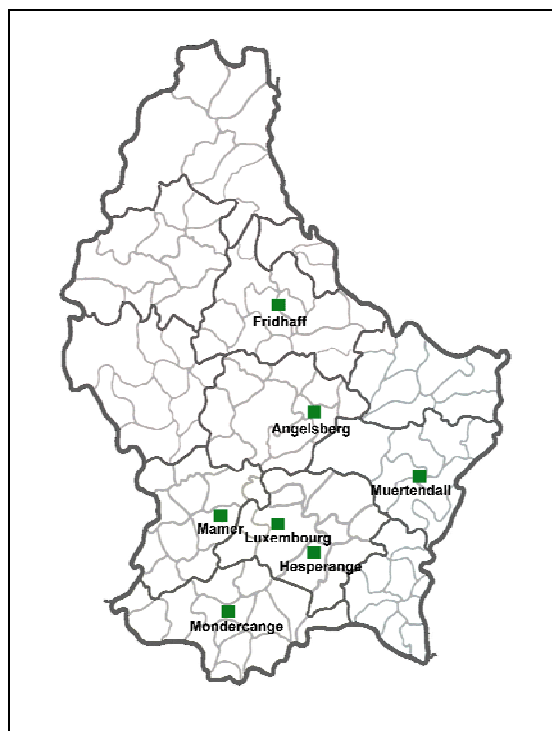 Fridhaff
Angelsberg
Muertendall
Mamer
Luxembourg
Hesperange
Mondercange